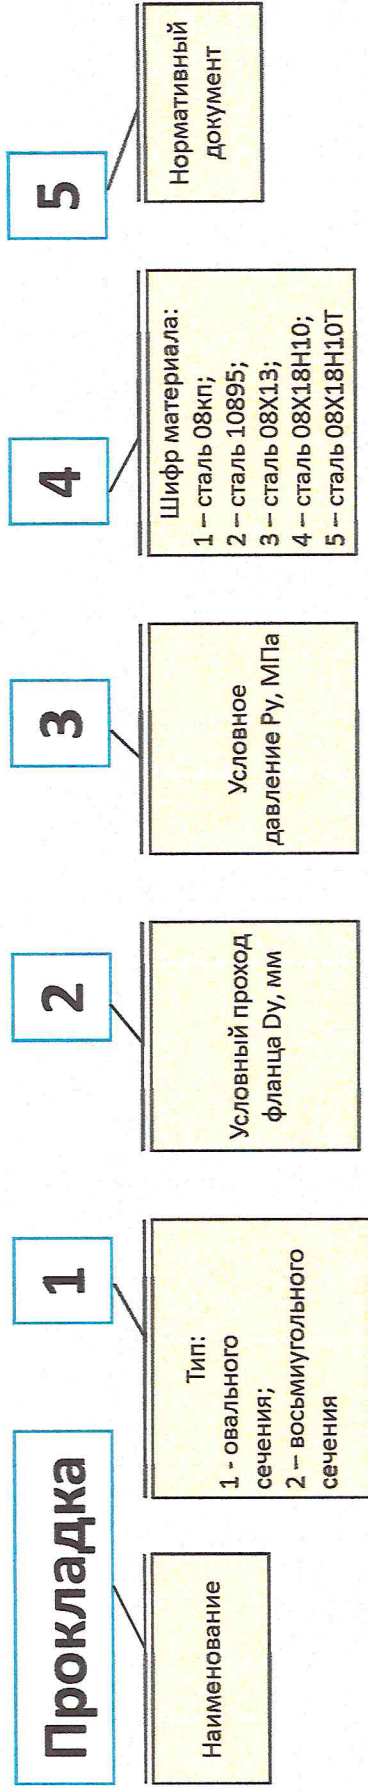 Прокладка
1
2
3
4
5
Наименование
Тип:
1 - овального
сечения;
2 – восьмиугольного
сечения
Условный проход
фланца Dy, мм
Условное
давление Ру, МПа
Шифр материала:
1 – сталь 08кп;
2 – сталь 10895;
3 – сталь 08Х13;
4 – сталь 08Х18Н10;
5 – сталь 08Х18Н10Т
Нормативный
документ